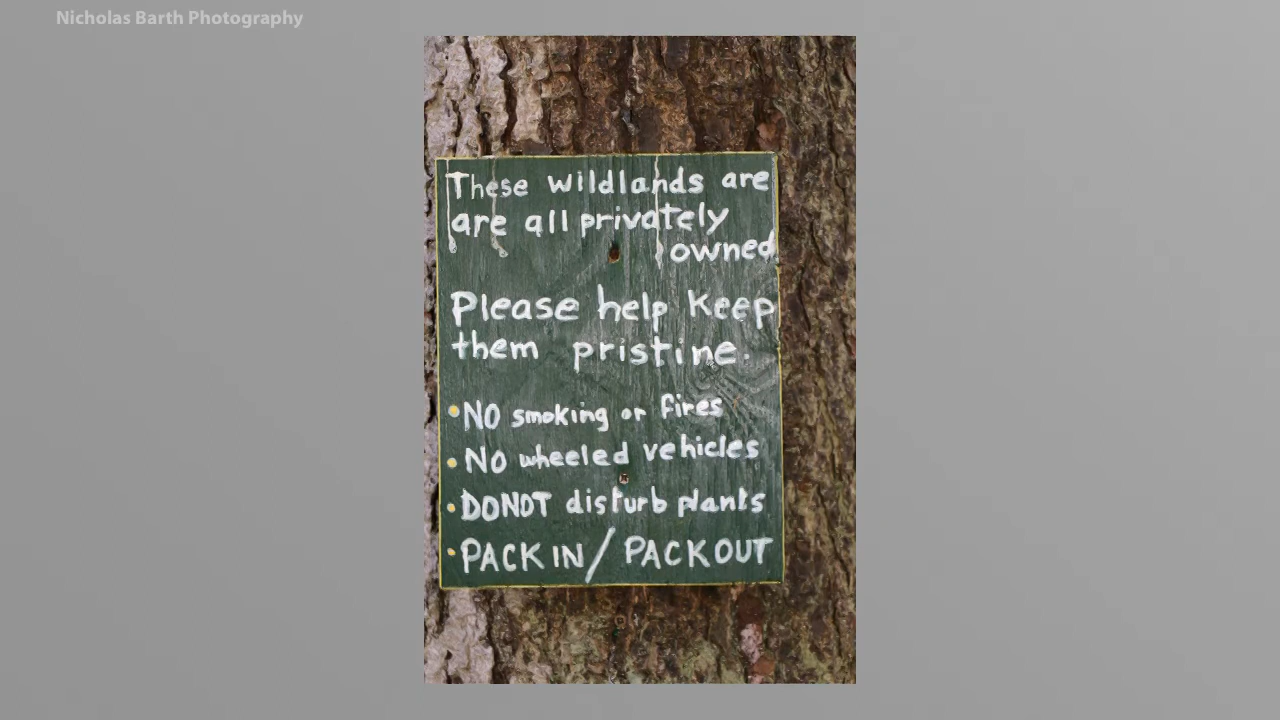 Nicholas Barth Photography
These wildlands are
are all privately
owned.
Please help keep
them pristine.
• NO smoking or fires
• NO wheeled vehicles
• DONOT disturb plants
• PACK IN / PACK OUT